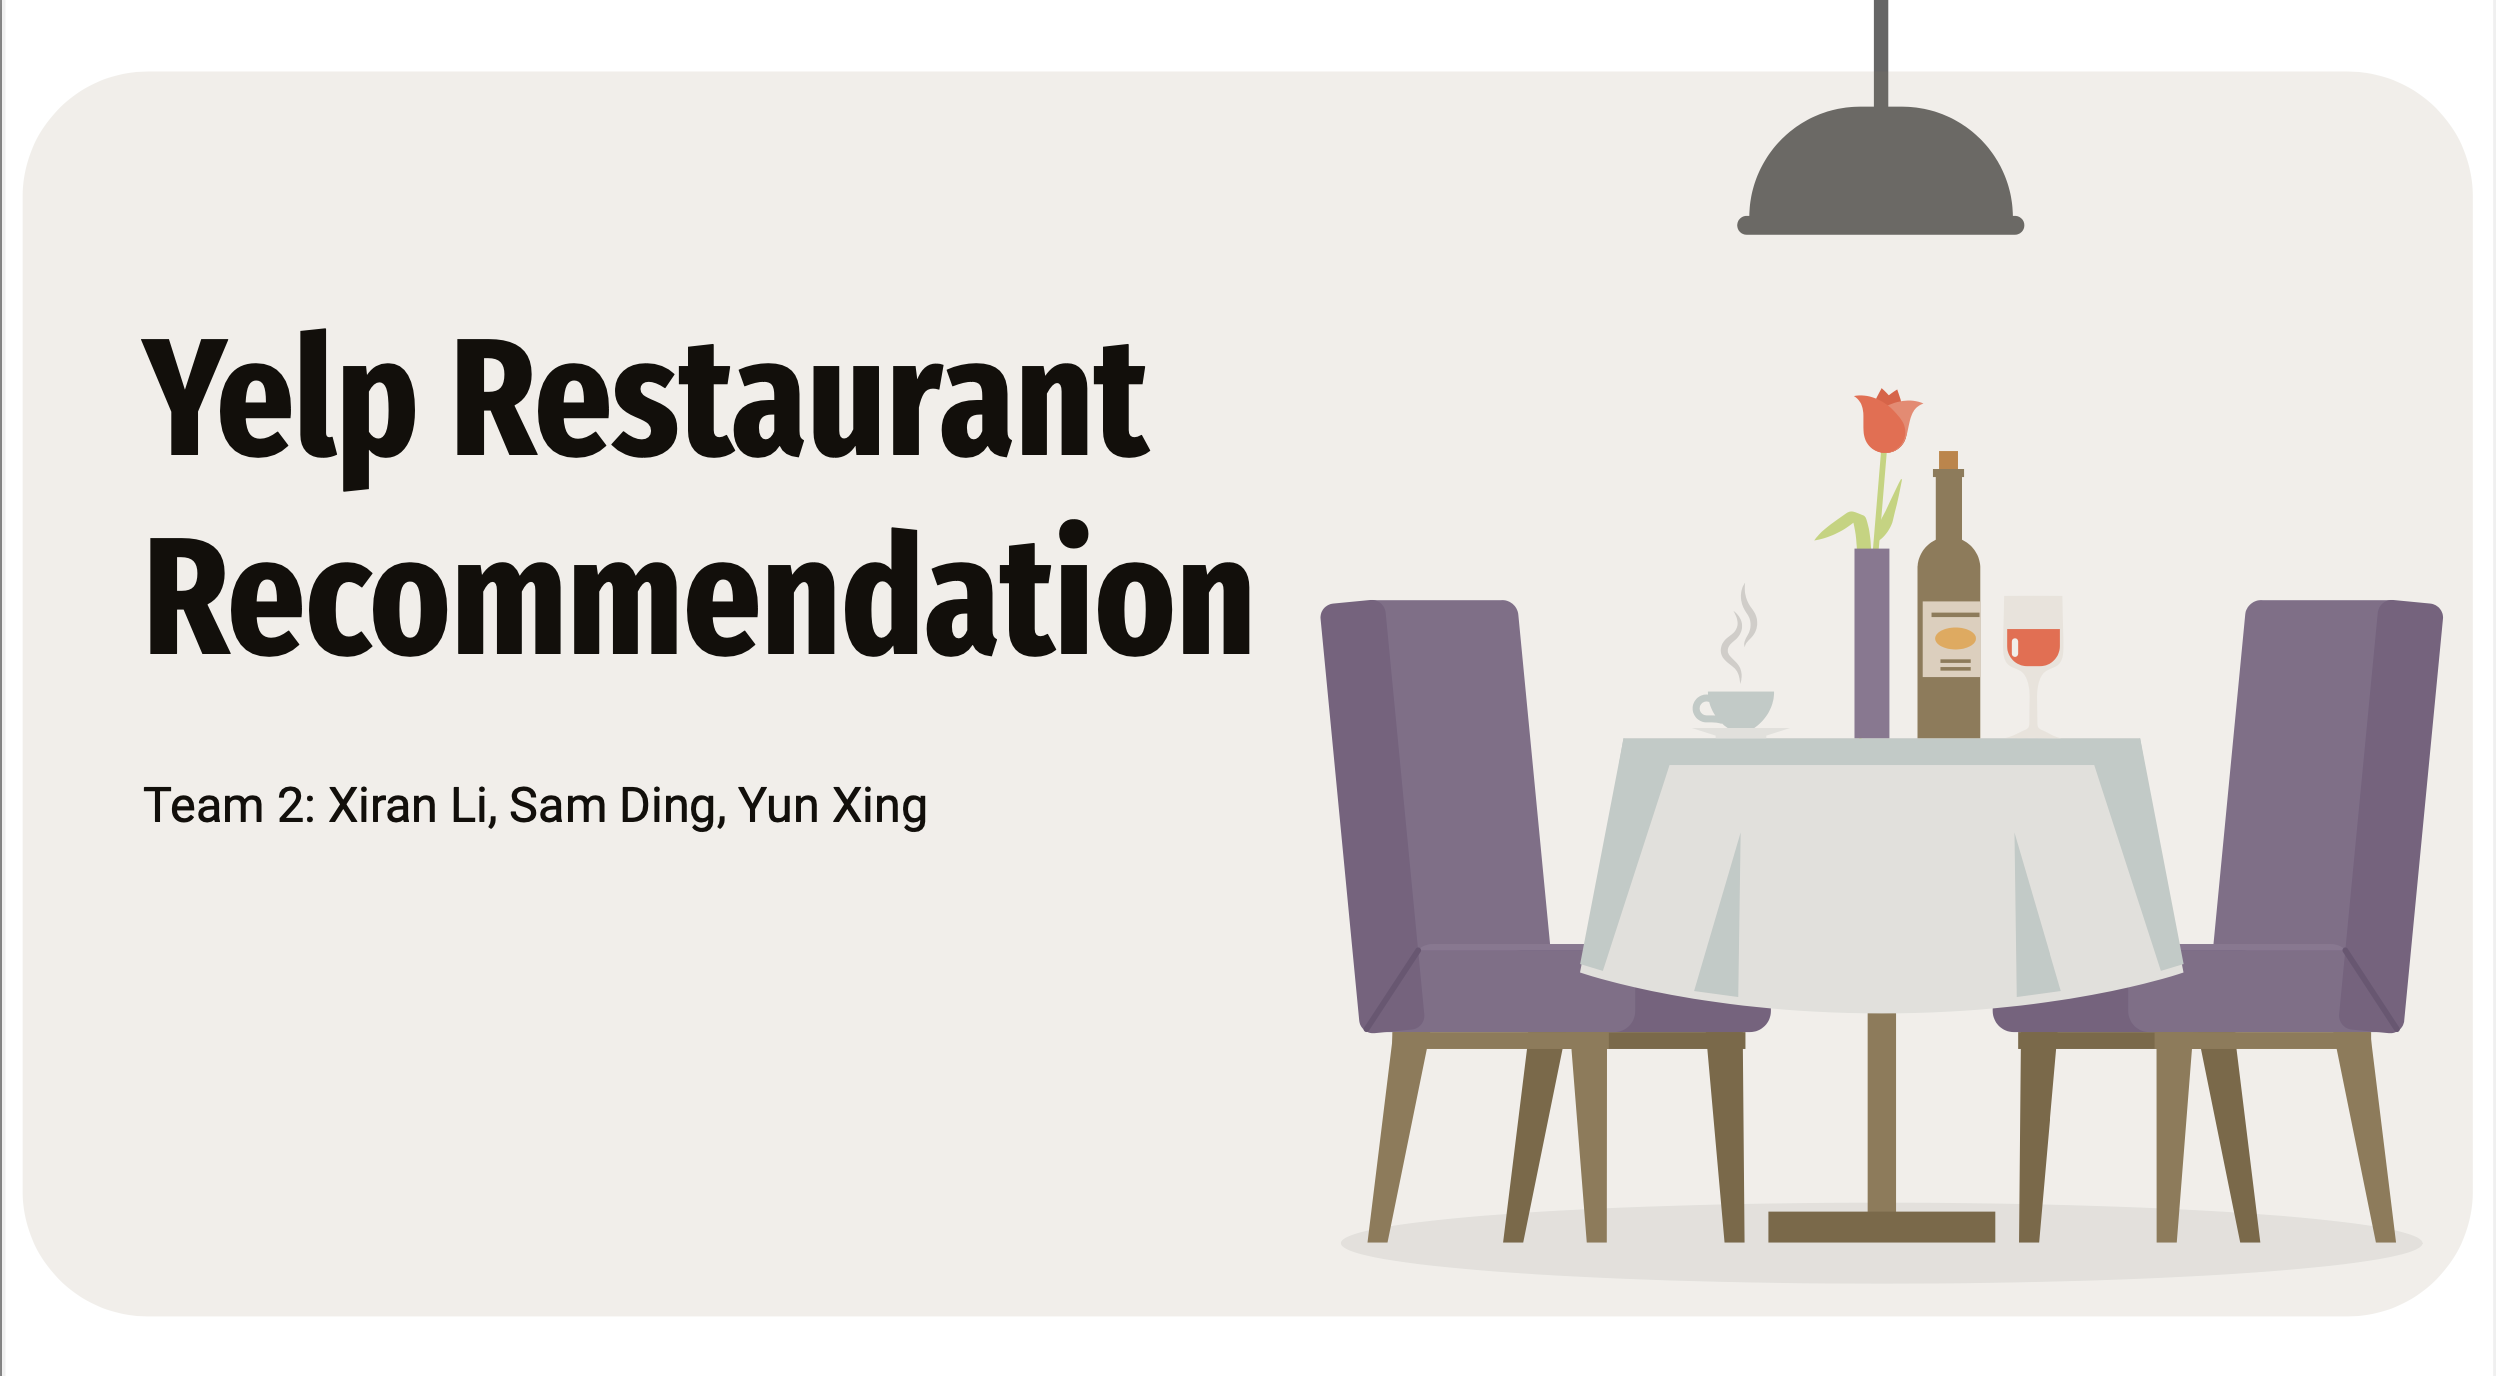 Yelp Restaurant
Recommendation
Team 2: Xiran Li, Sam Ding, Yun Xing